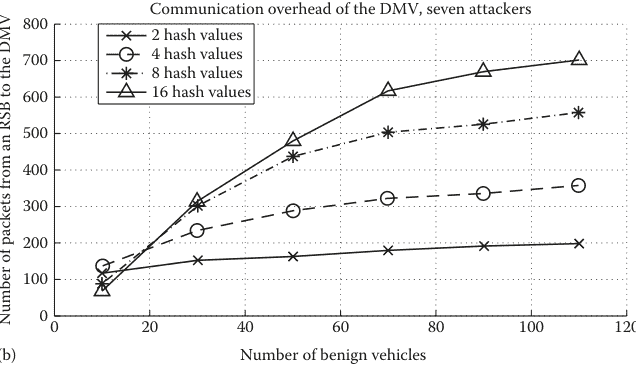 Communication overhead of the DMV, seven attackers
Number of packets from an RSB to the DMV
800
700
600
500
400
300
200
100
0
2 hash values
4 hash values
8 hash values
16 hash values
0 20 40 60 80 100 120
(b)
Number of benign vehicles